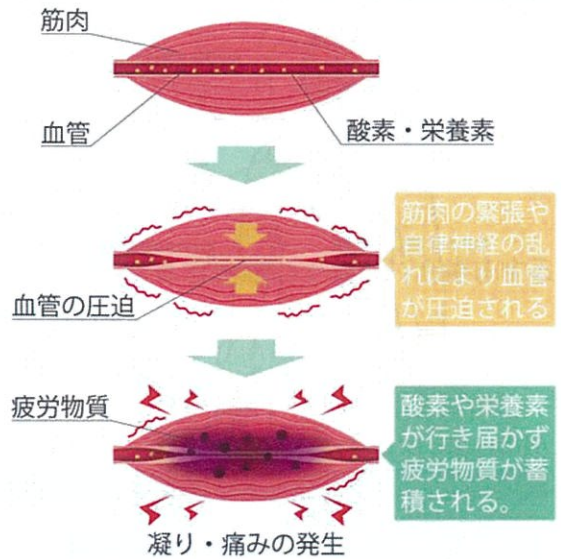 筋肉
血管
酸素・栄養素
筋肉の緊張や
自律神経の乱
れにより血管
が圧迫される
血管の圧迫
疲労物質
酸素や栄養素
が行き届かず
疲労物質が蓄
積される。
凝り・痛みの発生